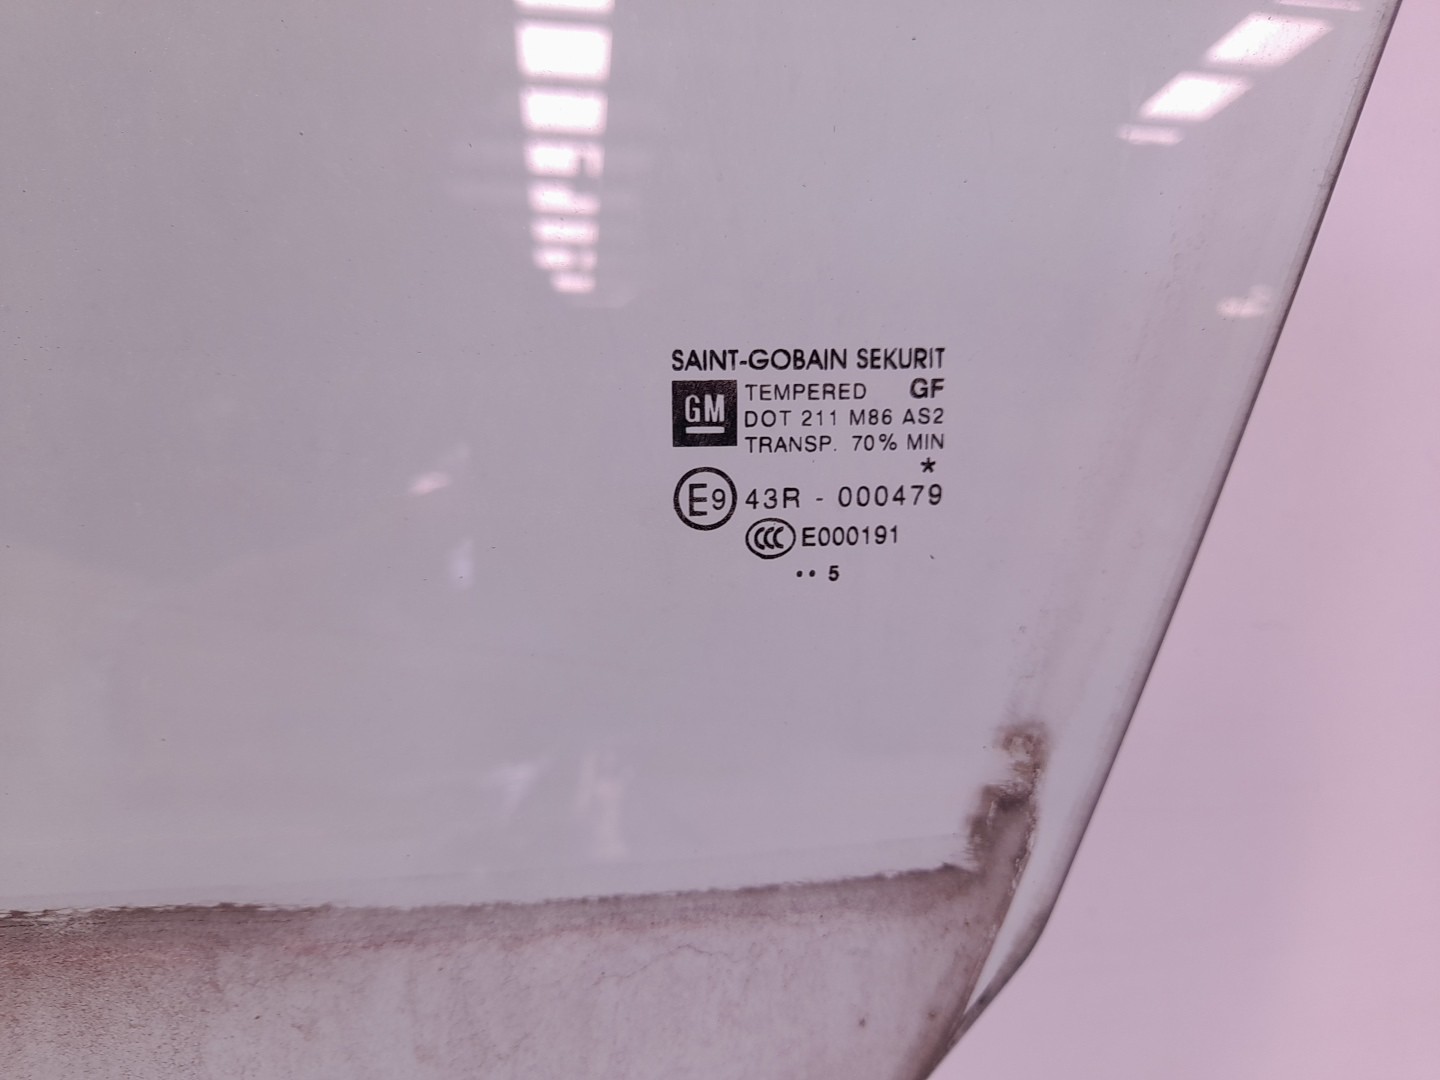 SAINT-GOBAIN SEKURIT
GM TEMPERED GF
DOT 211 M86 AS2
TRANSP. 70% MIN
*
E9 43R - 000479
CCC E000191
•• 5